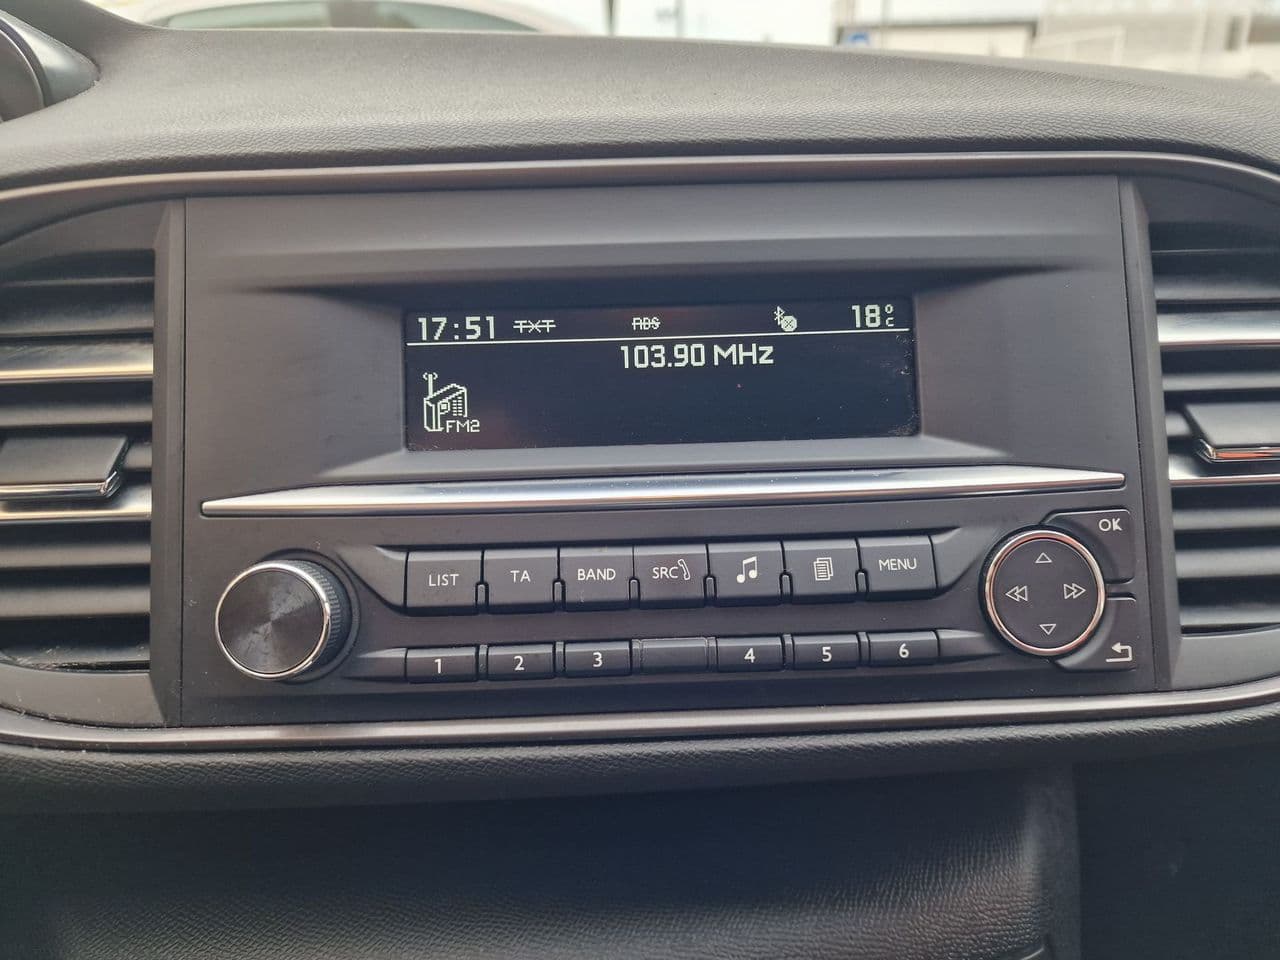 17:51 TXT RDS 18°C
103.90 MHz
FM2
LIST TA BAND SRC MENU OK
1 2 3 4 5 6